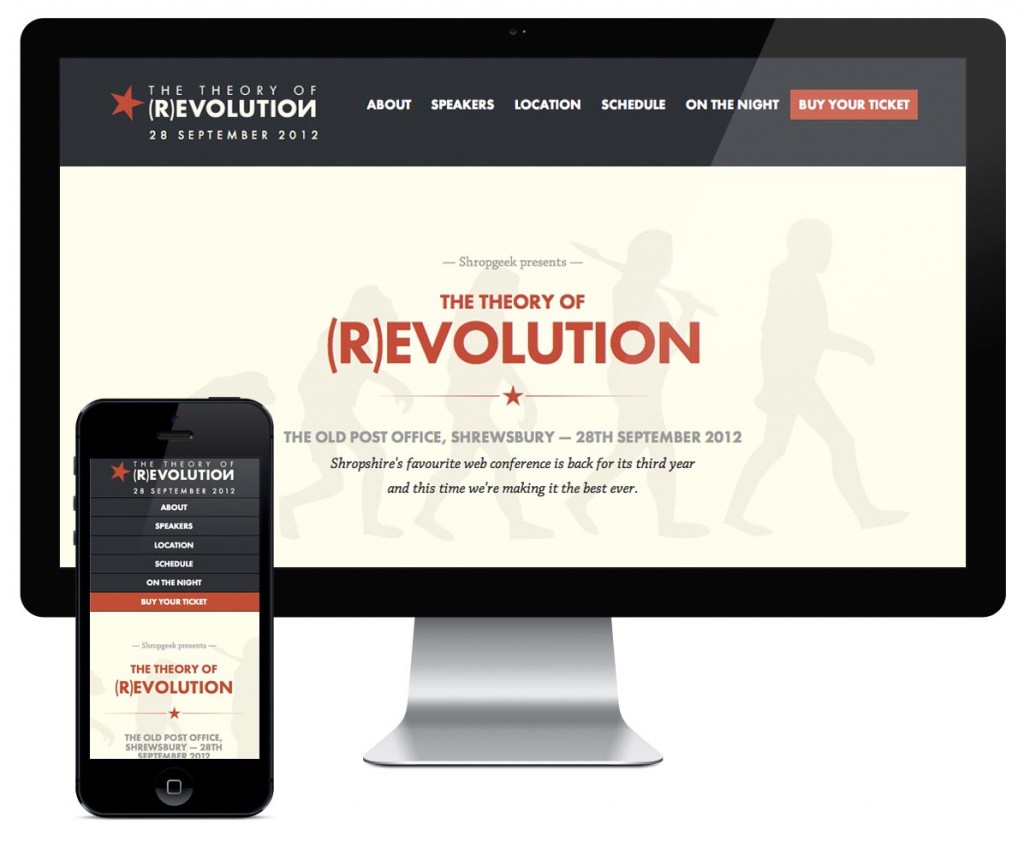 THE THEORY OF
(R)EVOLUTION
28 SEPTEMBER 2012
ABOUT SPEAKERS LOCATION SCHEDULE ON THE NIGHT BUY YOUR TICKET
— Shropgeek presents —
THE THEORY OF
(R)EVOLUTION
THE OLD POST OFFICE, SHREWSBURY — 28TH SEPTEMBER 2012
Shropshire's favourite web conference is back for its third year
and this time we're making it the best ever.
THE THEORY OF
(R)EVOLUTION
28 SEPTEMBER 2012
ABOUT
SPEAKERS
LOCATION
SCHEDULE
ON THE NIGHT
BUY YOUR TICKET
— Shropgeek presents —
THE THEORY OF
(R)EVOLUTION
THE OLD POST OFFICE,
SHREWSBURY — 28TH
SEPTEMBER 2012